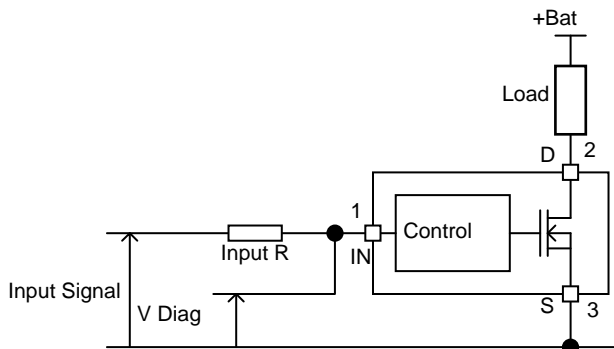 +Bat
Load
D
2
1
Control
IN
Input R
Input Signal
V Diag
S
3